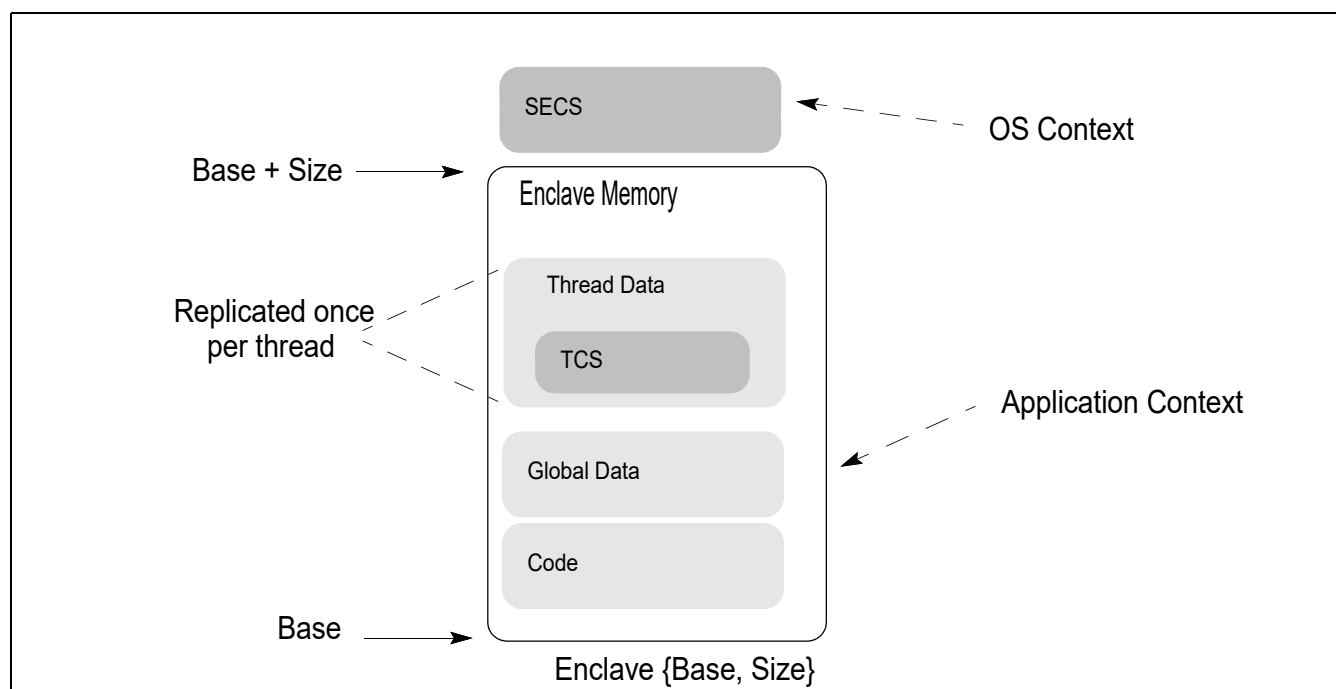 SECS
OS Context
Base + Size
Enclave Memory
Thread Data
Replicated once
per thread
TCS
Application Context
Global Data
Code
Base
Enclave {Base, Size}